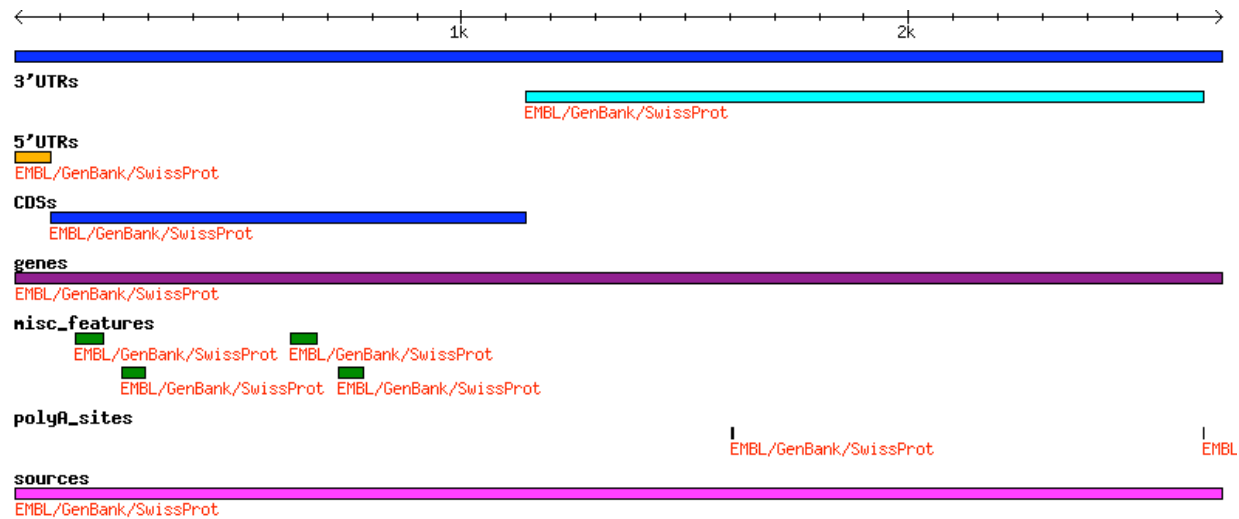 1k 2k
3'UTRs
EMBL/GenBank/SwissProt
5'UTRs
EMBL/GenBank/SwissProt
CDSs
EMBL/GenBank/SwissProt
genes
EMBL/GenBank/SwissProt
misc_features
EMBL/GenBank/SwissProt EMBL/GenBank/SwissProt
EMBL/GenBank/SwissProt EMBL/GenBank/SwissProt
polyA_sites
EMBL/GenBank/SwissProt EMBL
sources
EMBL/GenBank/SwissProt